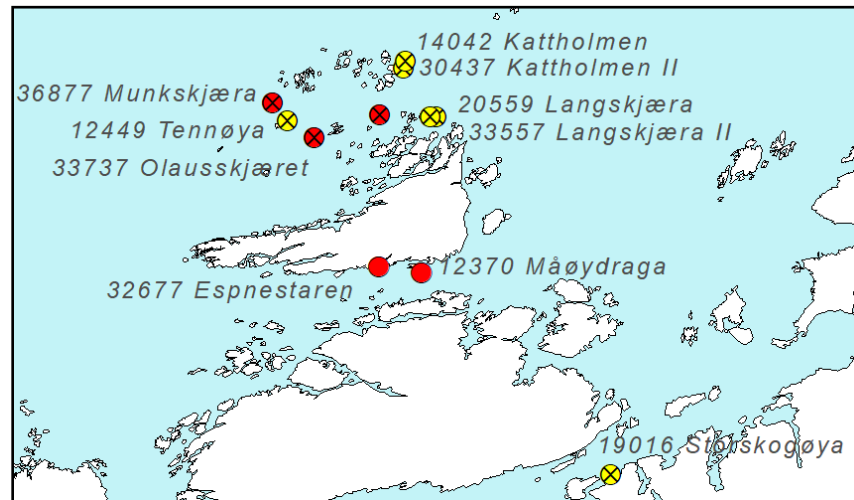 14042 Kattholmen
30437 Kattholmen II
36877 Munkskjæra
20559 Langskjæra
12449 Tennøya
33557 Langskjæra II
33737 Olausskjæret
12370 Måøydraga
32677 Espnestaren
19016 Storskogøya